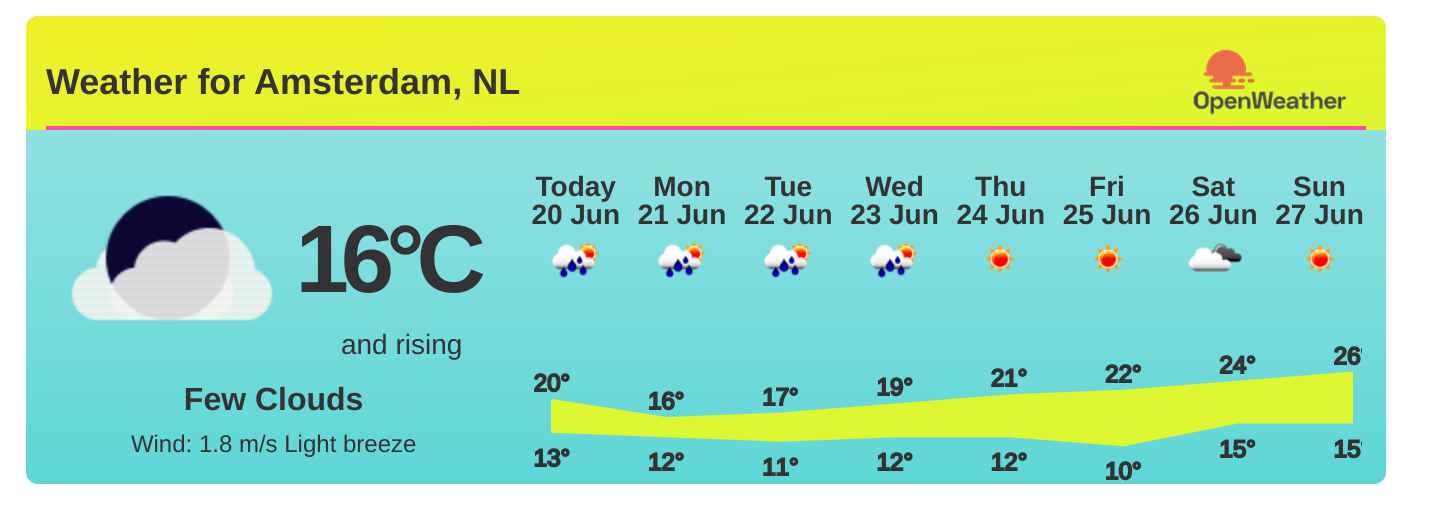 Weather for Amsterdam, NL
OpenWeather
Today Mon Tue Wed Thu Fri Sat Sun
20 Jun 21 Jun 22 Jun 23 Jun 24 Jun 25 Jun 26 Jun 27 Jun
16°C
and rising
Few Clouds
Wind: 1.8 m/s Light breeze
20° 16° 17° 19° 21° 22° 24° 26°
13° 12° 11° 12° 12° 10° 15° 15°